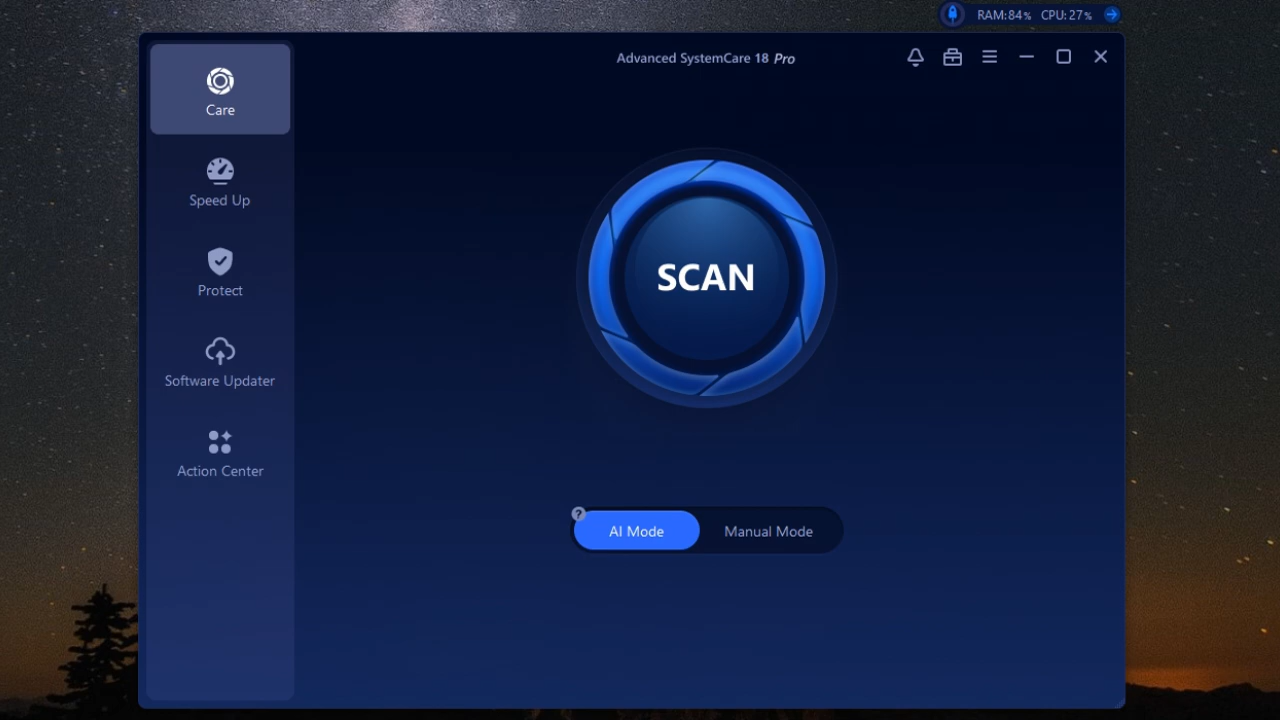 RAM:84% CPU:27%
Advanced SystemCare 18 Pro
Care
Speed Up
Protect
Software Updater
Action Center
SCAN
?
AI Mode Manual Mode